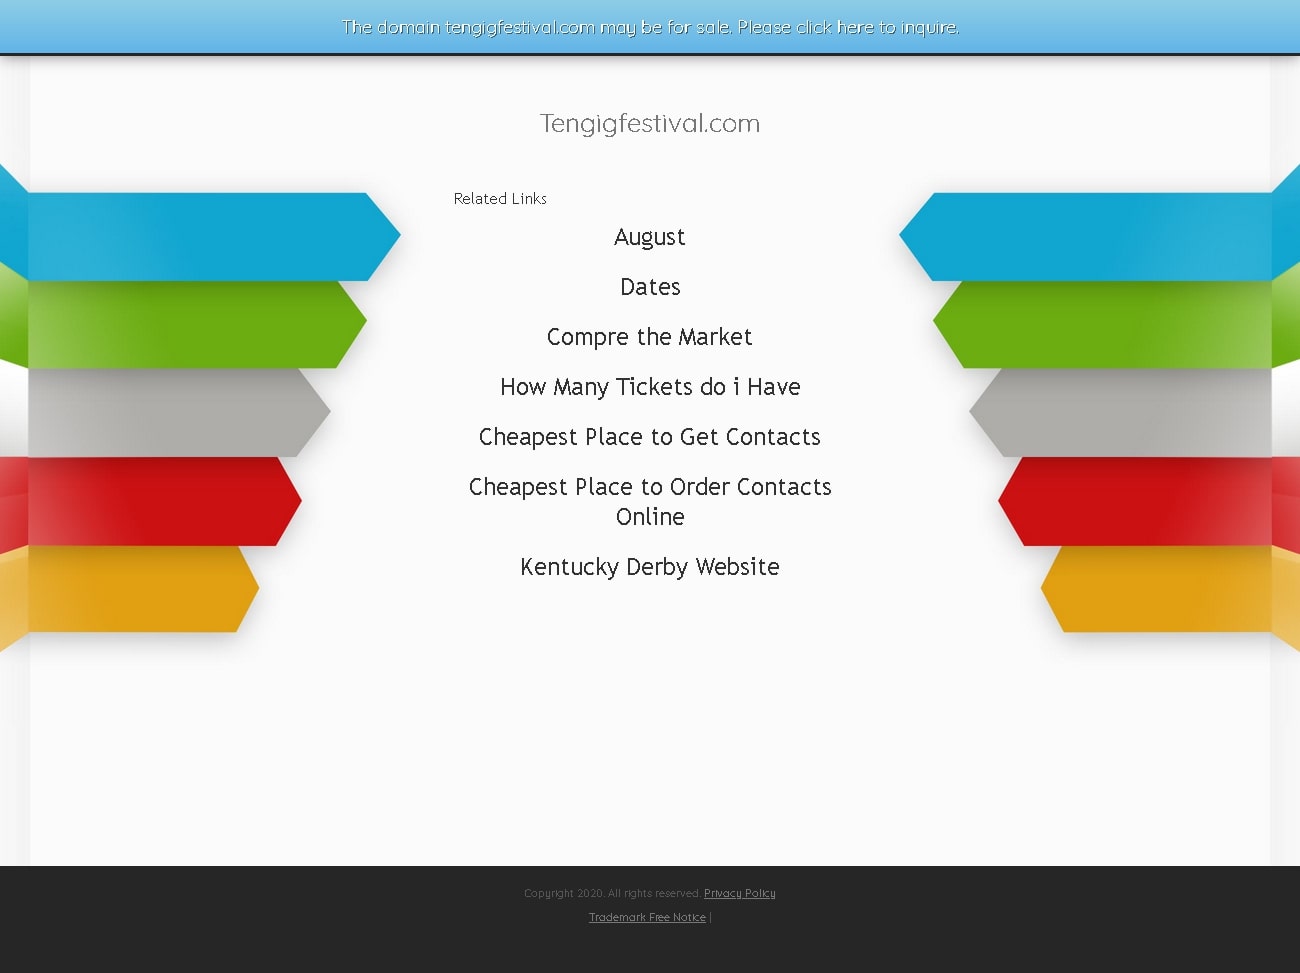 The domain tengigfestival.com may be for sale. Please click here to inquire.
Tengigfestival.com
Related Links
August
Dates
Compre the Market
How Many Tickets do i Have
Cheapest Place to Get Contacts
Cheapest Place to Order Contacts
Online
Kentucky Derby Website
Copyright 2020. All rights reserved. Privacy Policy
Trademark Free Notice |